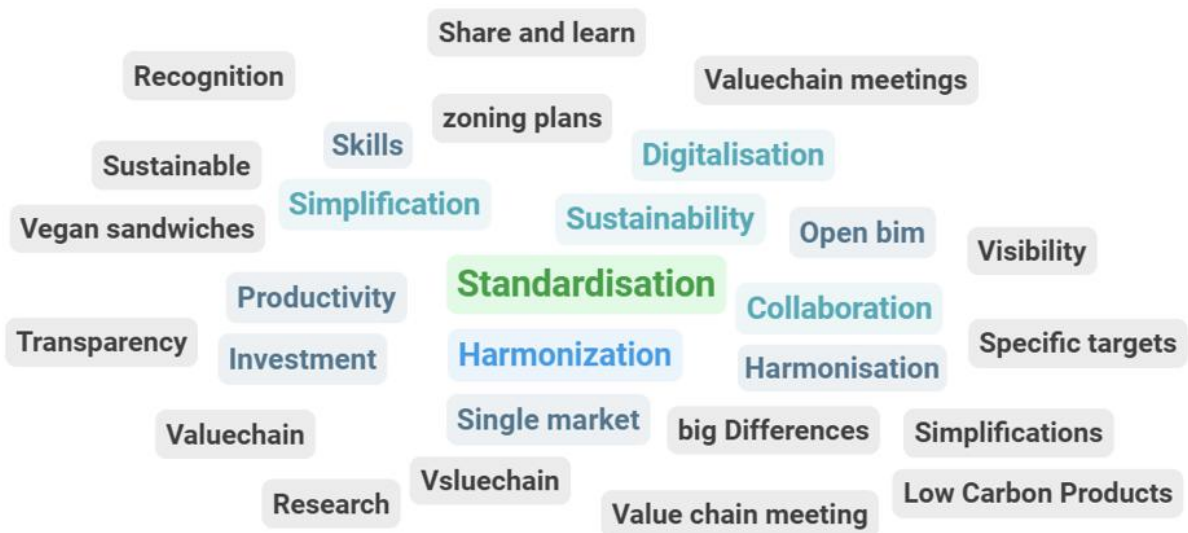 Share and learn
Recognition
Valuechain meetings
zoning plans
Skills
Digitalisation
Sustainable
Simplification
Sustainability
Vegan sandwiches
Open bim
Visibility
Standardisation
Productivity
Collaboration
Transparency
Specific targets
Investment
Harmonization
Harmonisation
Single market
big Differences
Simplifications
Valuechain
Vsluechain
Low Carbon Products
Research
Value chain meeting